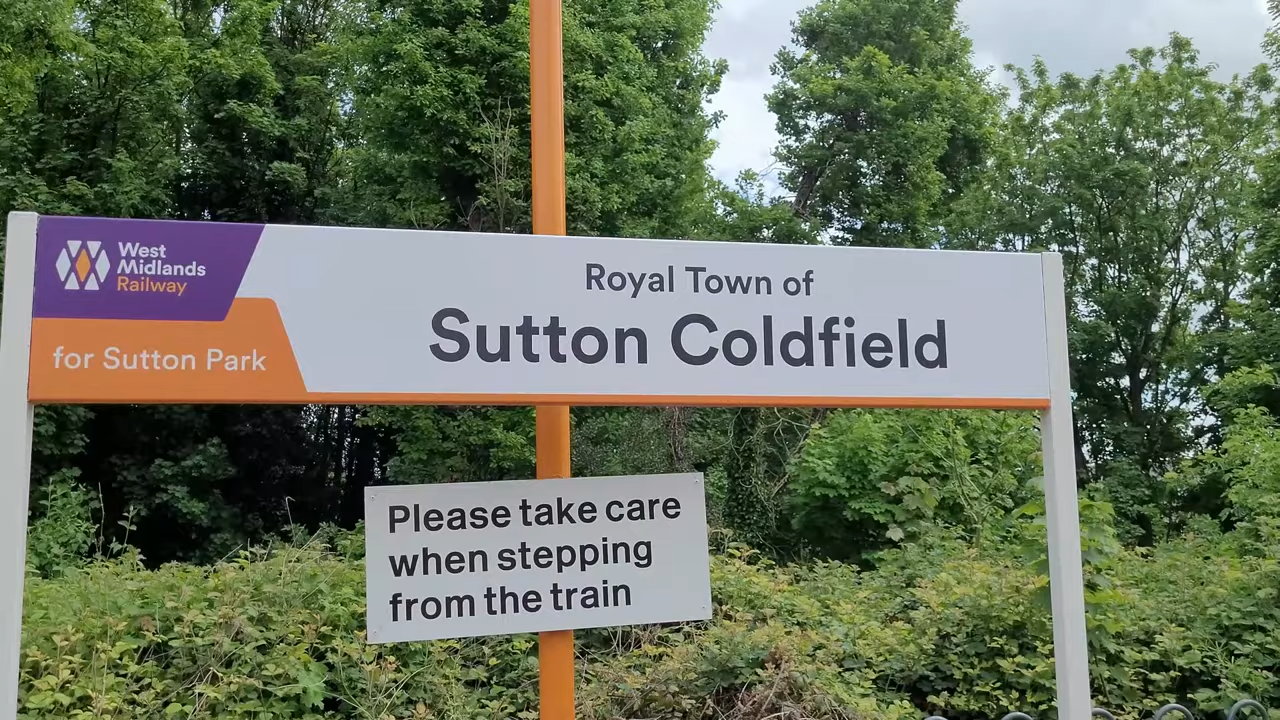 West
Midlands
Railway
for Sutton Park
Royal Town of
Sutton Coldfield
Please take care
when stepping
from the train